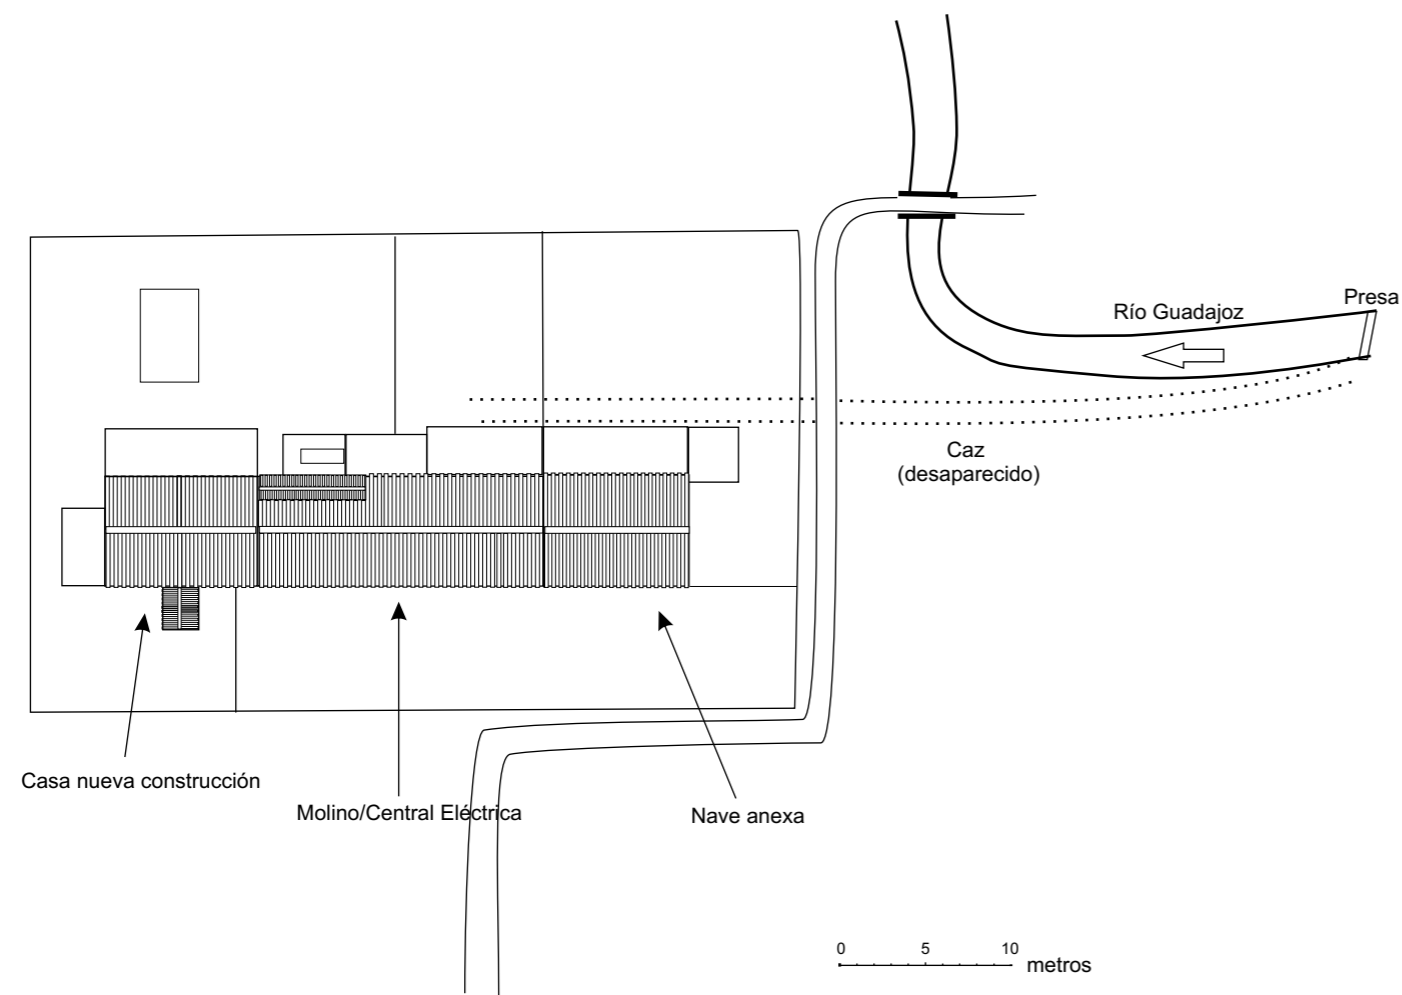 Presa
Río Guadajoz
Caz
(desaparecido)
Casa nueva construcción
Molino/Central Eléctrica
Nave anexa
0 5 10
metros